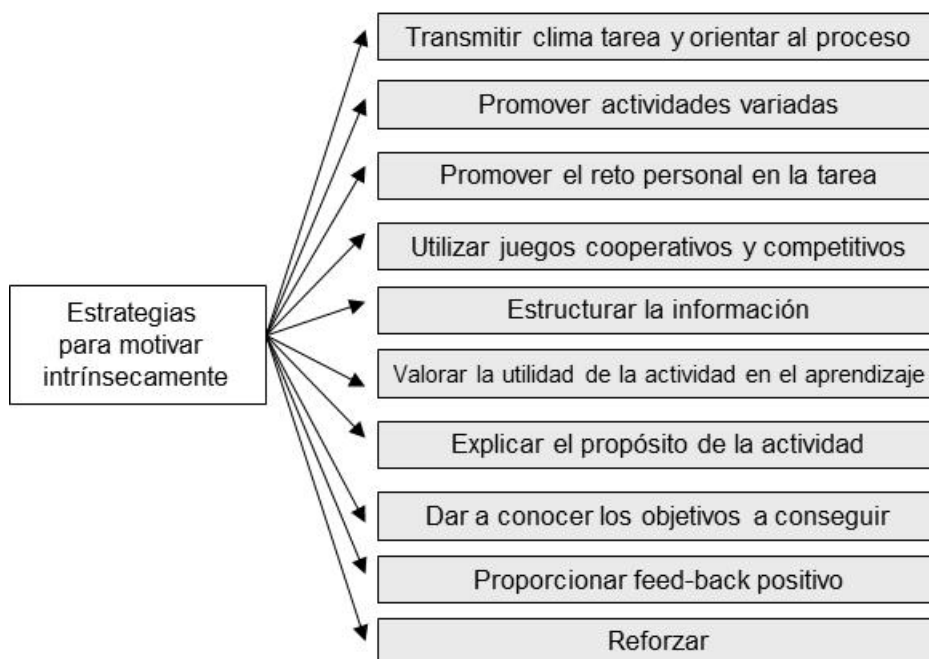 Transmitir clima tarea y orientar al proceso
Promover actividades variadas
Promover el reto personal en la tarea
Utilizar juegos cooperativos y competitivos
Estrategias
para motivar
intrínsecamente
Estructurar la información
Valorar la utilidad de la actividad en el aprendizaje
Explicar el propósito de la actividad
Dar a conocer los objetivos a conseguir
Proporcionar feed-back positivo
Reforzar